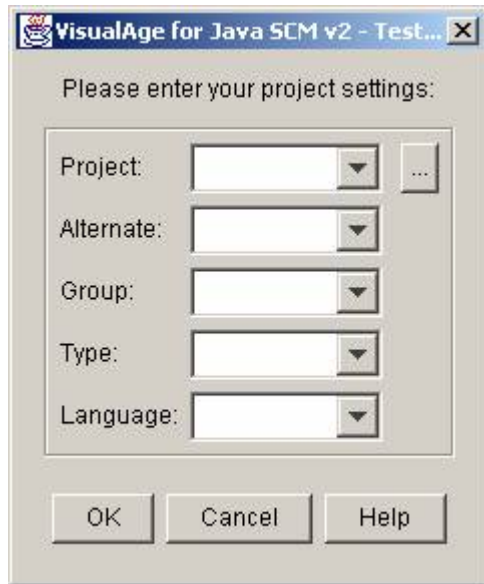 VisualAge for Java SCM v2 - Test...
Please enter your project settings:
Project: ...
Alternate:
Group:
Type:
Language:
OK Cancel Help